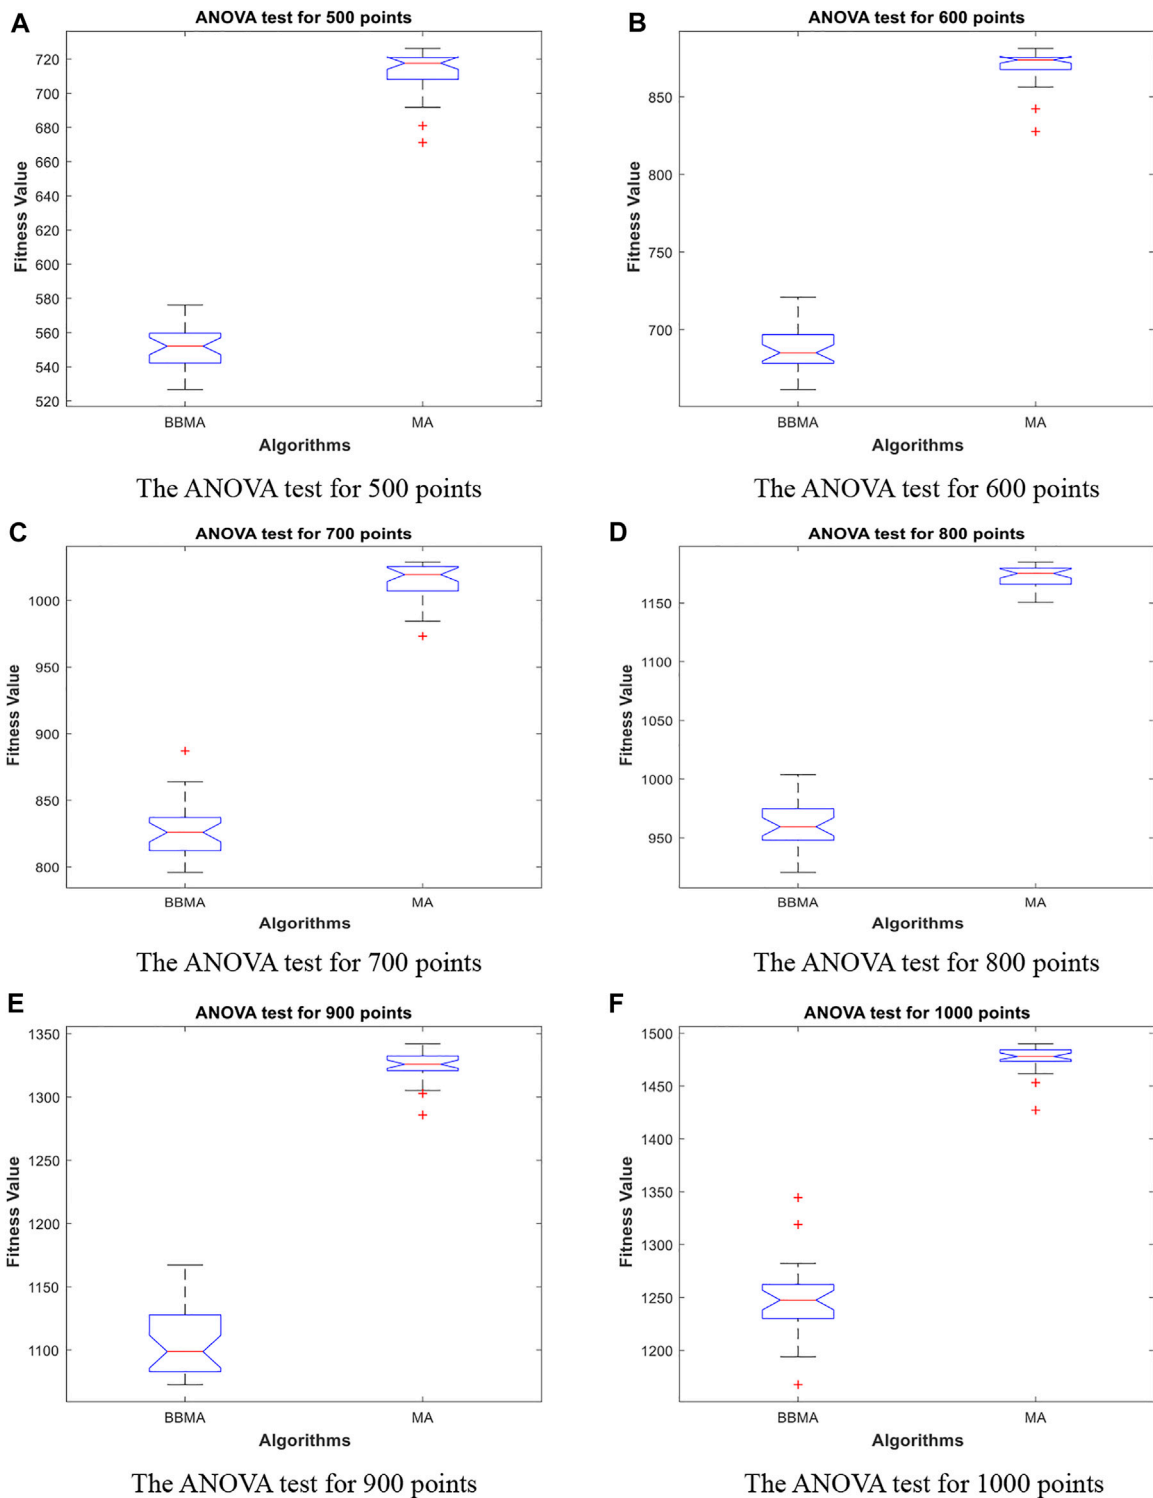 A
ANOVA test for 500 points
720
700
680
660
640
620
600
580
560
540
520
Fitness Value
BBMA
MA
Algorithms
The ANOVA test for 500 points
B
ANOVA test for 600 points
850
800
750
700
Fitness Value
BBMA
MA
Algorithms
The ANOVA test for 600 points
C
ANOVA test for 700 points
1000
950
900
850
800
Fitness Value
BBMA
MA
Algorithms
The ANOVA test for 700 points
D
ANOVA test for 800 points
1150
1100
1050
1000
950
Fitness Value
BBMA
MA
Algorithms
The ANOVA test for 800 points
E
ANOVA test for 900 points
1350
1300
1250
1200
1150
1100
Fitness Value
BBMA
MA
Algorithms
The ANOVA test for 900 points
F
ANOVA test for 1000 points
1500
1450
1400
1350
1300
1250
1200
Fitness Value
BBMA
MA
Algorithms
The ANOVA test for 1000 points